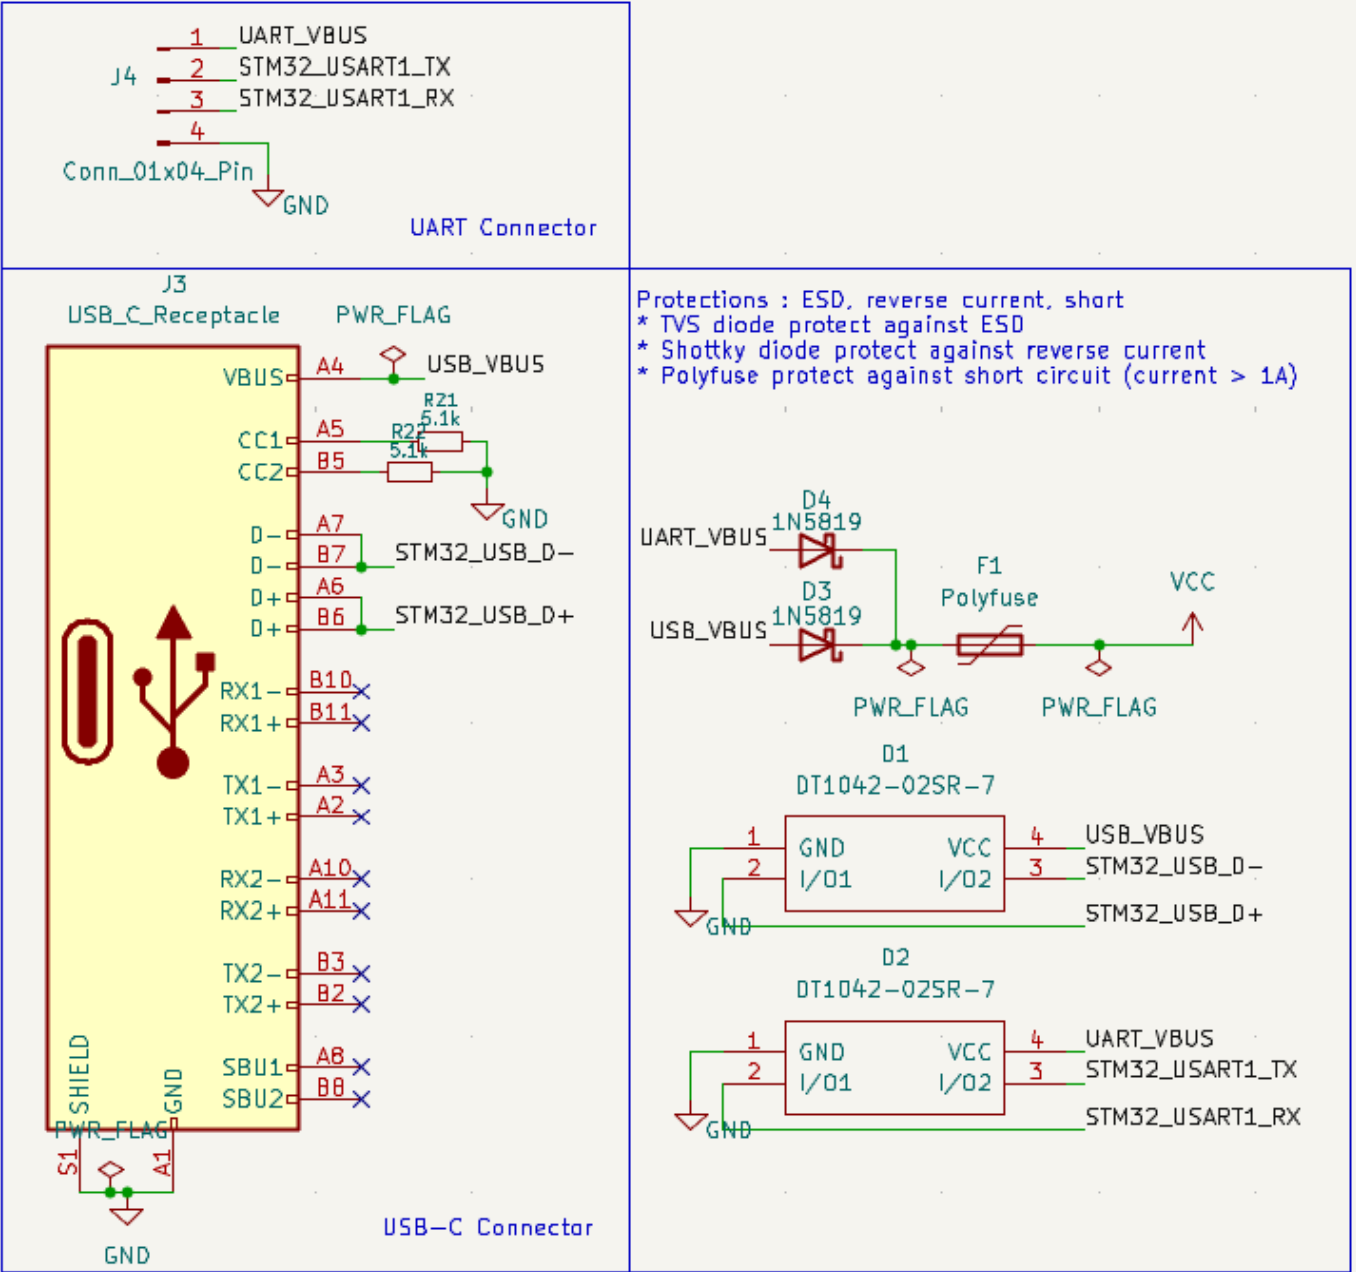 1 UART_VBUS
2 STM32_USART1_TX
J4
3 STM32_USART1_RX
4
Conn_01x04_Pin
GND
UART Connector
J3
USB_C_Receptacle
PWR_FLAG
VBUS A4 USB_VBUS
R21
5.1k
CC1 A5
R22
5.1k
CC2 B5
GND
D- A7
D- B7 STM32_USB_D-
D+ A6
D+ B6 STM32_USB_D+
RX1- B10
RX1+ B11
TX1- A3
TX1+ A2
RX2- A10
RX2+ A11
TX2- B3
TX2+ B2
SBU1 A8
SBU2 B8
SHIELD
GND
PWR_FLAG
S1
A1
GND
USB-C Connector
Protections : ESD, reverse current, short
* TVS diode protect against ESD
* Shottky diode protect against reverse current
* Polyfuse protect against short circuit (current > 1A)
D4
1N5819
UART_VBUS
D3
1N5819
USB_VBUS
F1
Polyfuse
VCC
PWR_FLAG
PWR_FLAG
D1
DT1042-02SR-7
1 GND VCC 4 USB_VBUS
2 I/O1 I/O2 3 STM32_USB_D-
GND
STM32_USB_D+
D2
DT1042-02SR-7
1 GND VCC 4 UART_VBUS
2 I/O1 I/O2 3 STM32_USART1_TX
GND
STM32_USART1_RX